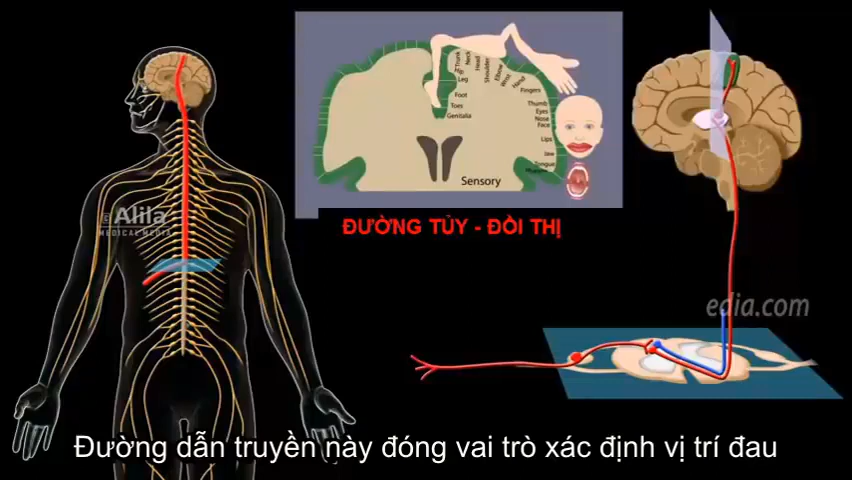 Trunk
Neck
Head
Shoulder
Elbow
Wrist
Hand
Fingers
Hip
Leg
Foot
Toes
Genitalia
Thumb
Eyes
Nose
Face
Lips
Jaw
Tongue
Sensory
© Alila
MEDICAL MEDIA
ĐƯỜNG TỦY - ĐỒI THỊ
edia.com
Đường dẫn truyền này đóng vai trò xác định vị trí đau